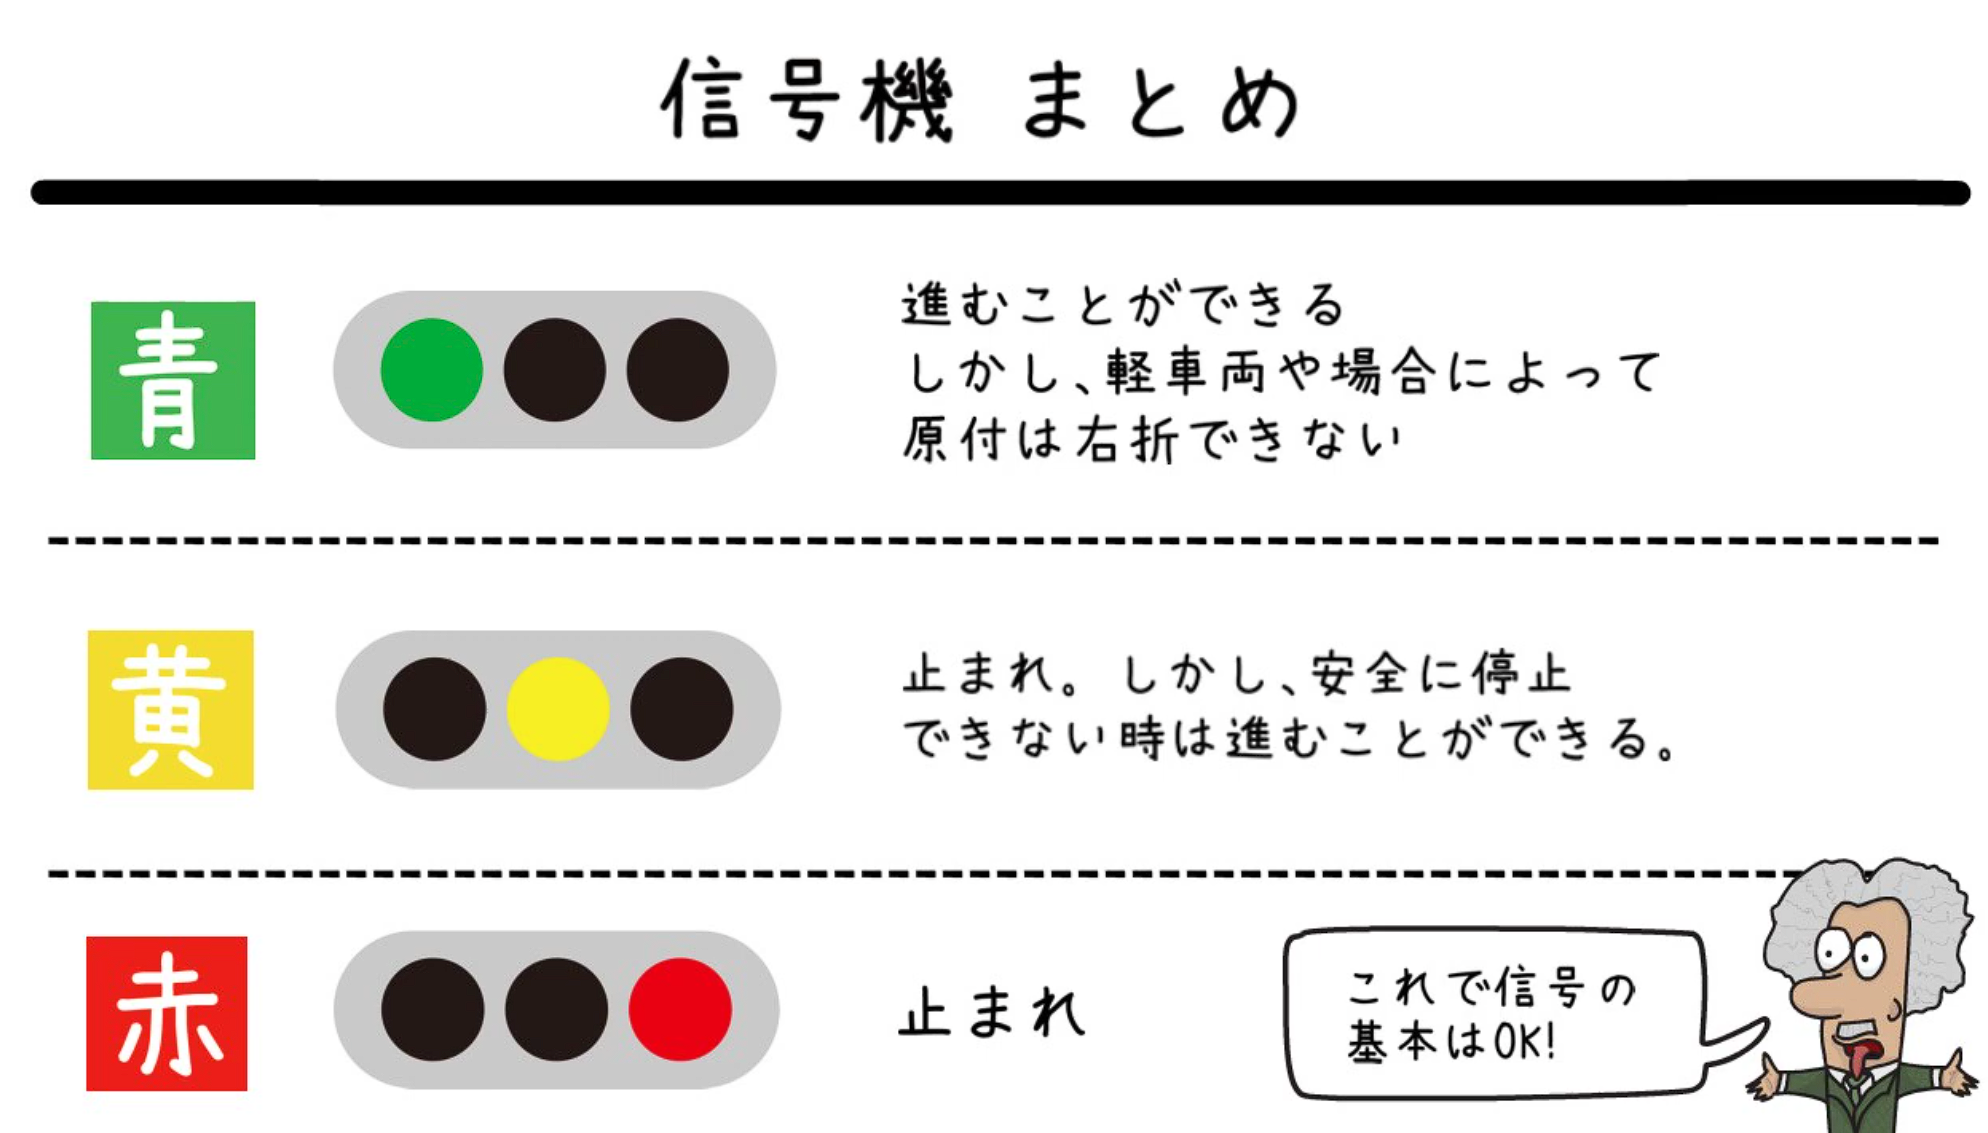 信号機 まとめ
青
進むことができる
しかし、軽車両や場合によって
原付は右折できない
黄
止まれ。しかし、安全に停止
できない時は進むことができる。
赤
止まれ
これで信号の
基本はOK!